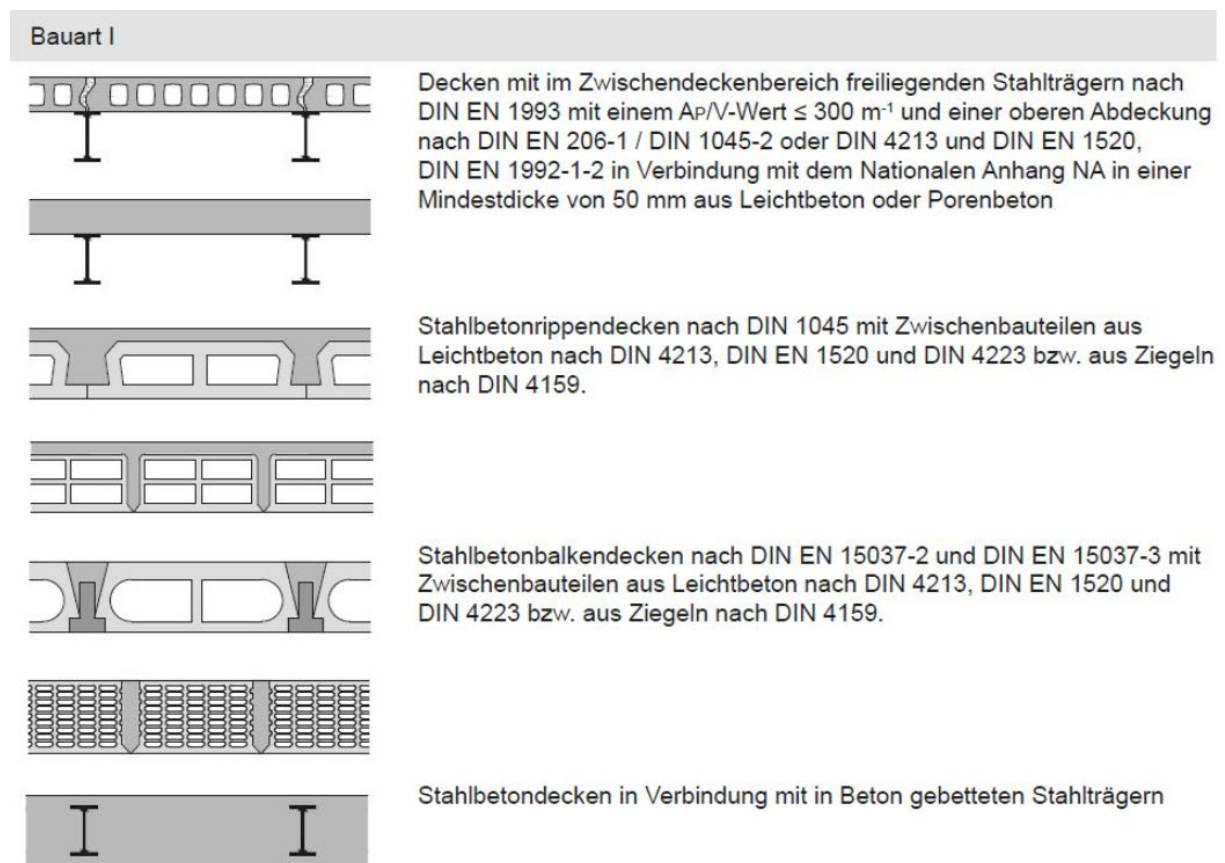 Bauart I
Decken mit im Zwischendeckenbereich freiliegenden Stahlträgern nach
DIN EN 1993 mit einem AP/V-Wert ≤ 300 m⁻¹ und einer oberen Abdeckung
nach DIN EN 206-1 / DIN 1045-2 oder DIN 4213 und DIN EN 1520,
DIN EN 1992-1-2 in Verbindung mit dem Nationalen Anhang NA in einer
Mindestdicke von 50 mm aus Leichtbeton oder Porenbeton
Stahlbetonrippendecken nach DIN 1045 mit Zwischenbauteilen aus
Leichtbeton nach DIN 4213, DIN EN 1520 und DIN 4223 bzw. aus Ziegeln
nach DIN 4159.
Stahlbetonbalkendecken nach DIN EN 15037-2 und DIN EN 15037-3 mit
Zwischenbauteilen aus Leichtbeton nach DIN 4213, DIN EN 1520 und
DIN 4223 bzw. aus Ziegeln nach DIN 4159.
Stahlbetondecken in Verbindung mit in Beton gebetteten Stahlträgern